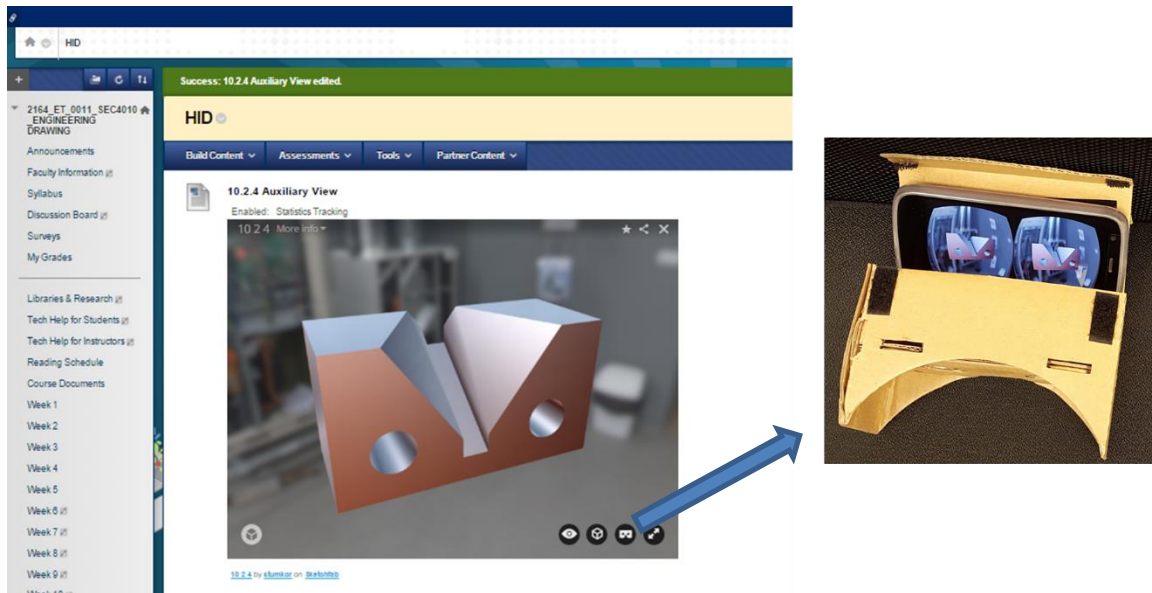 HID
2164_ET_0011_SEC4010
_ENGINEERING
DRAWING
Announcements
Faculty Information
Syllabus
Discussion Board
Surveys
My Grades
Libraries & Research
Tech Help for Students
Tech Help for Instructors
Reading Schedule
Course Documents
Week 1
Week 2
Week 3
Week 4
Week 5
Week 6
Week 7
Week 8
Week 9
Success: 10.2.4 Auxiliary View edited.
HID
Build Content
Assessments
Tools
Partner Content
10.2.4 Auxiliary View
Enabled: Statistics Tracking
10 2 4 More info
10 2 4 by stumkor on Sketchfab